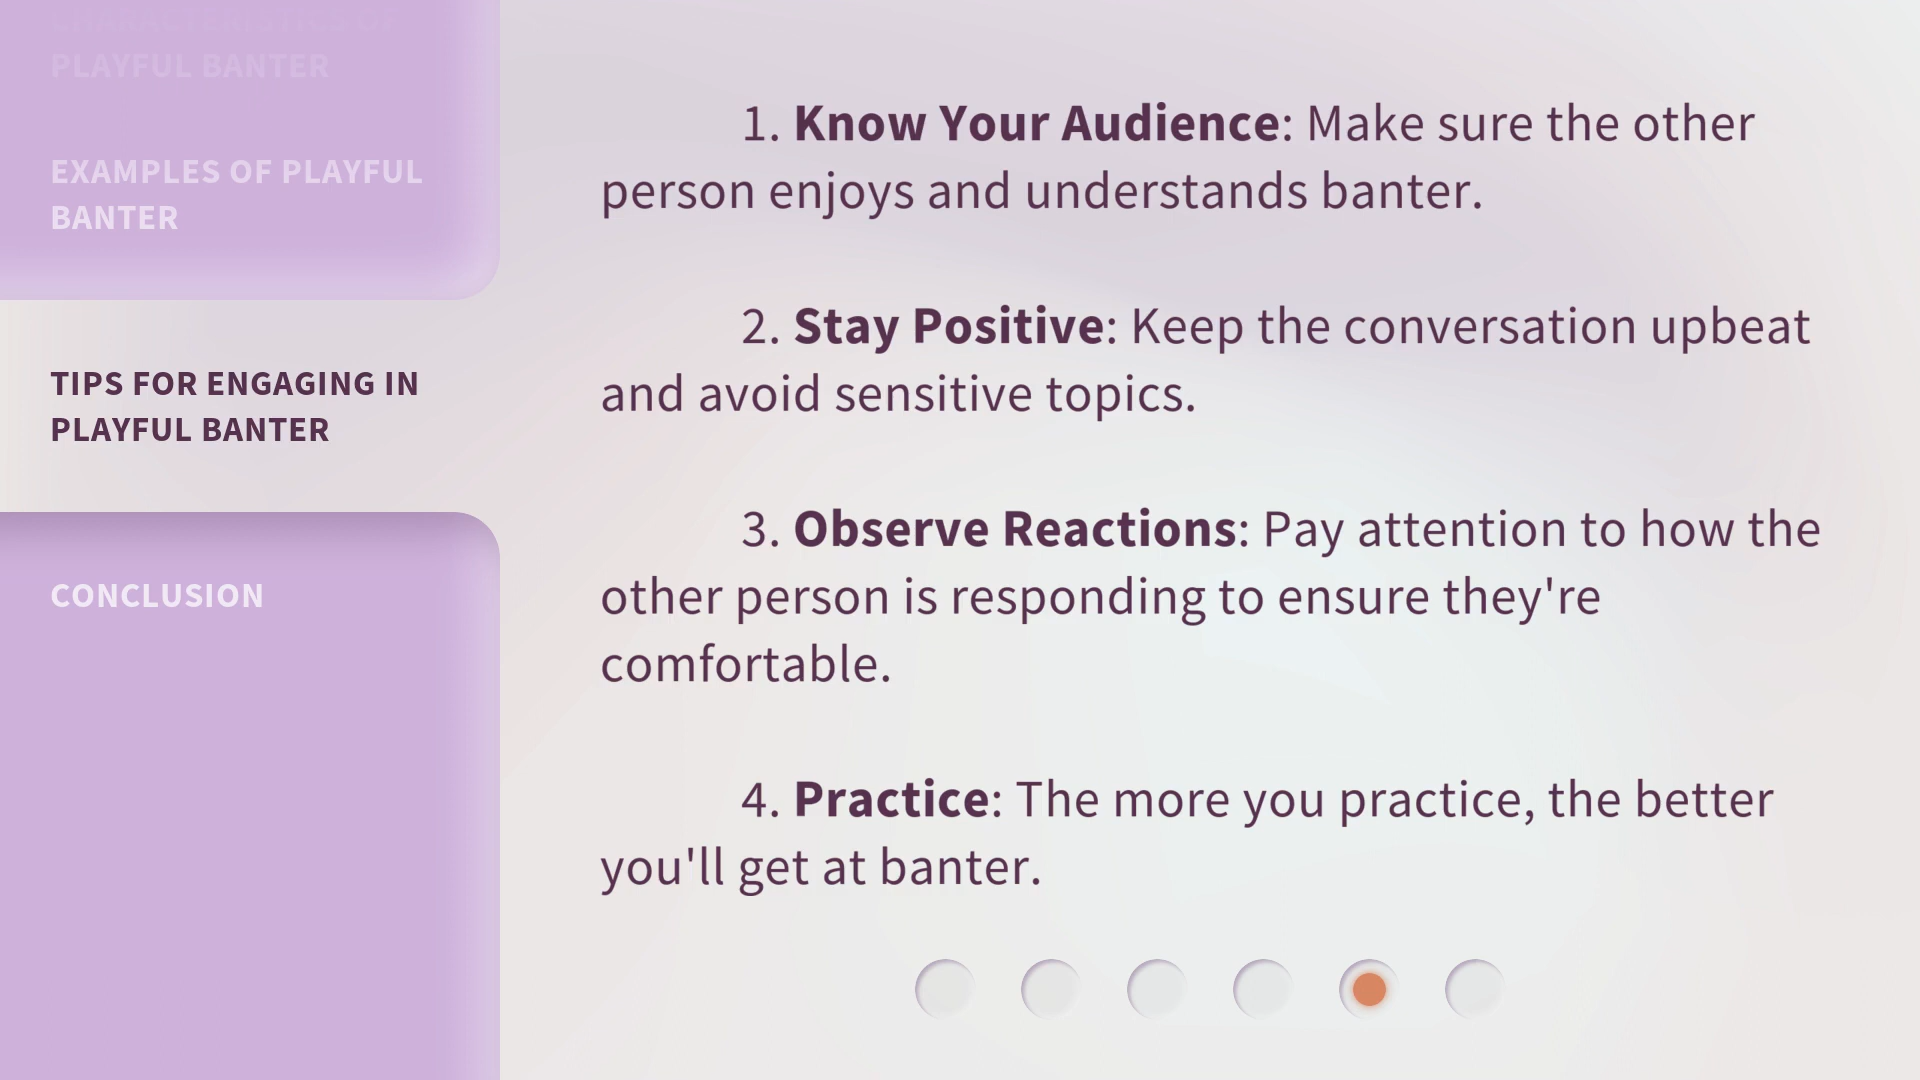 CHARACTERISTICS OF
PLAYFUL BANTER
EXAMPLES OF PLAYFUL
BANTER
TIPS FOR ENGAGING IN
PLAYFUL BANTER
CONCLUSION
1. Know Your Audience: Make sure the other
person enjoys and understands banter.
2. Stay Positive: Keep the conversation upbeat
and avoid sensitive topics.
3. Observe Reactions: Pay attention to how the
other person is responding to ensure they're
comfortable.
4. Practice: The more you practice, the better
you'll get at banter.